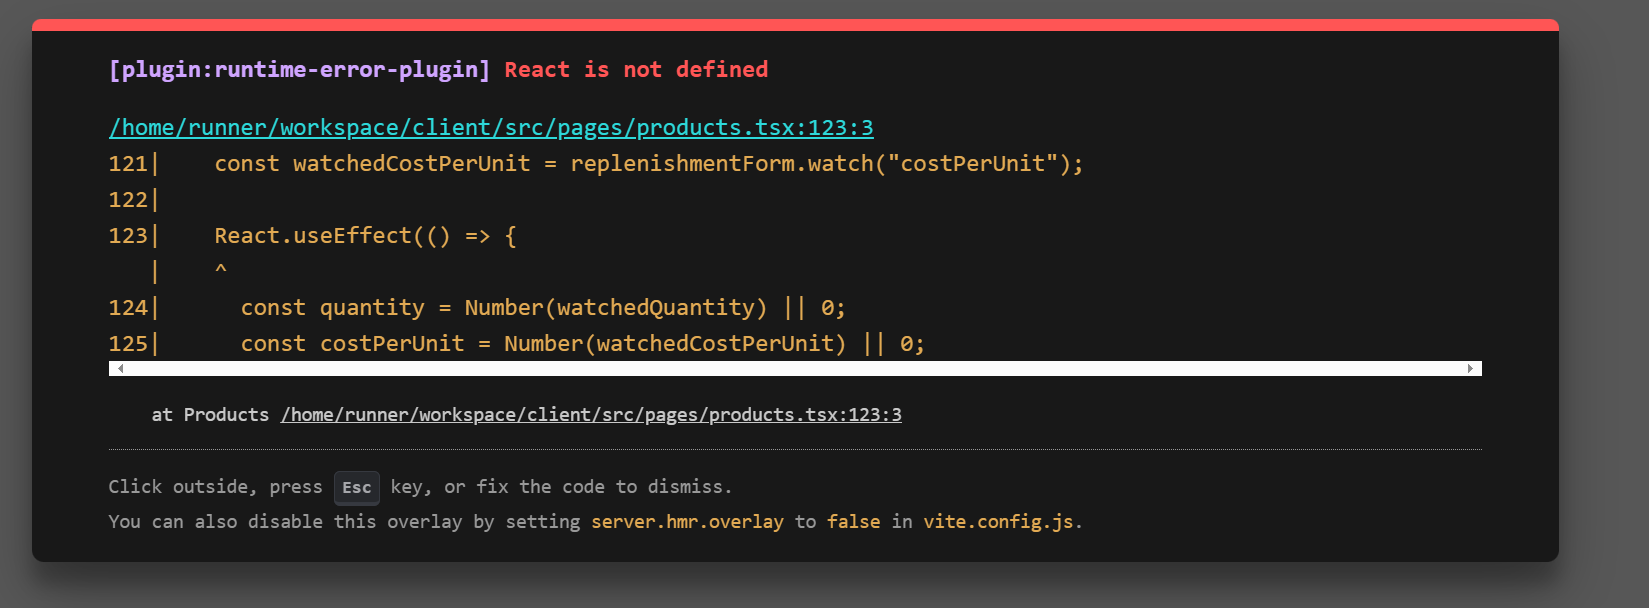 [plugin:runtime-error-plugin] React is not defined
/home/runner/workspace/client/src/pages/products.tsx:123:3
121|    const watchedCostPerUnit = replenishmentForm.watch("costPerUnit");
122|
123|    React.useEffect(() => {
   |    ^
124|      const quantity = Number(watchedQuantity) || 0;
125|      const costPerUnit = Number(watchedCostPerUnit) || 0;
at Products /home/runner/workspace/client/src/pages/products.tsx:123:3
Click outside, press Esc key, or fix the code to dismiss.
You can also disable this overlay by setting server.hmr.overlay to false in vite.config.js.